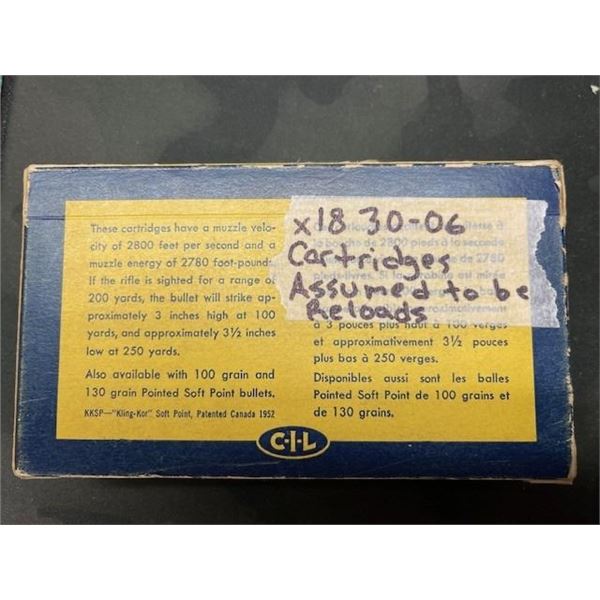 These cartridges have a muzzle velo-
city of 2800 feet per second and a
muzzle energy of 2780 foot-pounds.
If the rifle is sighted for a range of
200 yards, the bullet will strike ap-
proximately 3 inches high at 100
yards, and approximately 3½ inches
low at 250 yards.
Also available with 100 grain and
130 grain Pointed Soft Point bullets.
KKSP—"Kling-Kor" Soft Point, Patented Canada 1952
x18 30-06
Cartridges
Assumed to be
Reloads
à 3 pouces plus haut à 100 verges
et approximativement 3½ pouces
plus bas à 250 verges.
Disponibles aussi sont les balles
Pointed Soft Point de 100 grains et
de 130 grains.
C-I-L